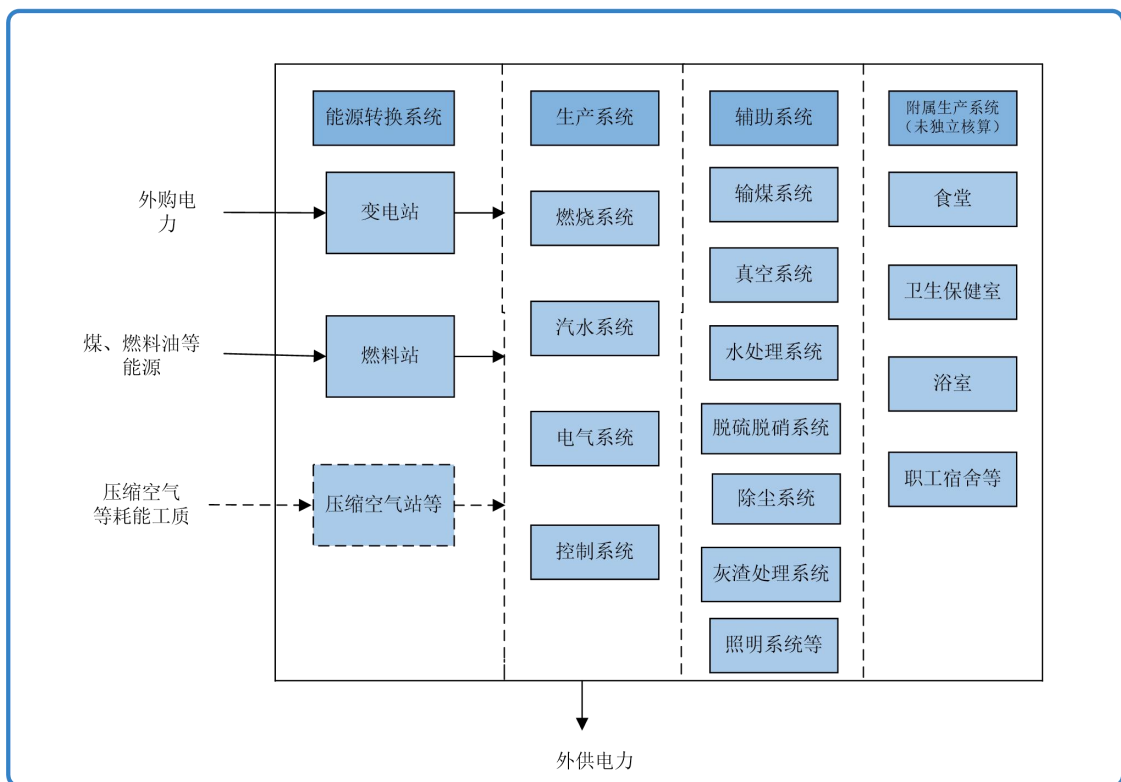 能源转换系统
生产系统
辅助系统
附属生产系统
（未独立核算）
外购电
力
变电站
燃烧系统
输煤系统
食堂
真空系统
卫生保健室
煤、燃料油等
能源
燃料站
汽水系统
水处理系统
浴室
电气系统
脱硫脱硝系统
职工宿舍等
压缩空气
等耗能工质
压缩空气站等
除尘系统
控制系统
灰渣处理系统
照明系统等
外供电力